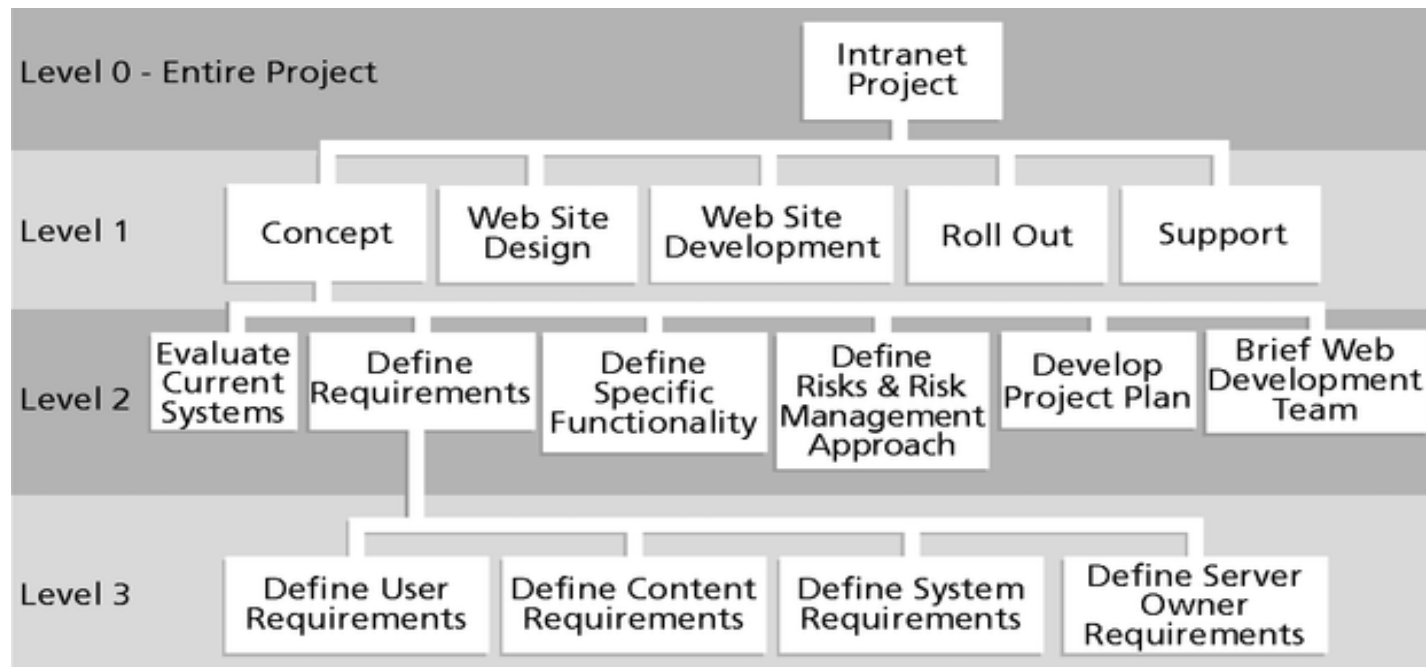 Level 0 - Entire Project
Intranet
Project
Level 1
Concept
Web Site
Design
Web Site
Development
Roll Out
Support
Level 2
Evaluate
Current
Systems
Define
Requirements
Define
Specific
Functionality
Define
Risks & Risk
Management
Approach
Develop
Project Plan
Brief Web
Development
Team
Level 3
Define User
Requirements
Define Content
Requirements
Define System
Requirements
Define Server
Owner
Requirements